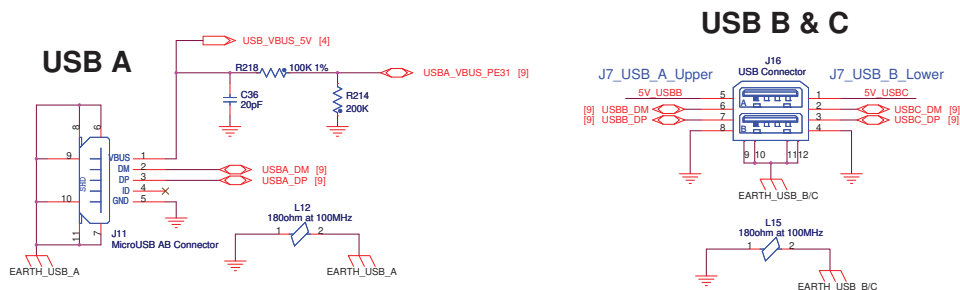 USB A
USB_VBUS_5V [4]
R218 100K 1%
USBA_VBUS_PE31 [9]
C36
20pF
R214
200K
8
6
9
VBUS 1
DM 2
USBA_DM [9]
DP 3
USBA_DP [9]
ID 4
10
GND 5
SHD
11
7
J11
MicroUSB AB Connector
EARTH_USB_A
L12
180ohm at 100MHz
1
2
EARTH_USB_A
USB B & C
J16
USB Connector
J7_USB_A_Upper
J7_USB_B_Lower
5V_USBB 5
1 5V_USBC
[9] USBB_DM 6
A
2 USBC_DM [9]
[9] USBB_DP 7
3 USBC_DP [9]
8
B
4
9 10 11 12
EARTH_USB_B/C
L15
180ohm at 100MHz
1
2
EARTH_USB_B/C